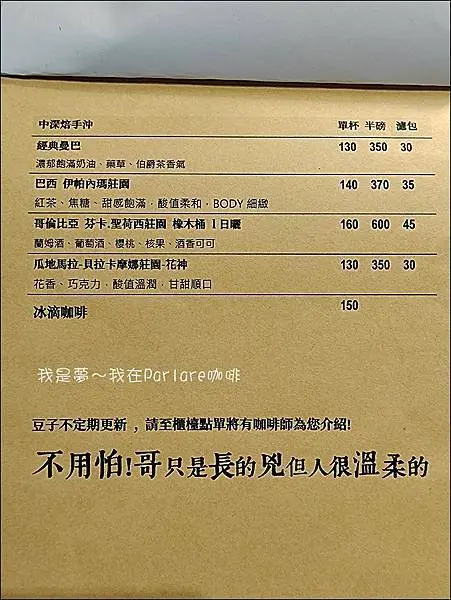 中深焙手沖 單杯 半磅 濾包
經典曼巴 130 350 30
濃郁飽滿奶油、藥草、伯爵茶香氣
巴西 伊帕內瑪莊園 140 370 35
紅茶、焦糖、甜感飽滿，酸值柔和，BODY 細緻
哥倫比亞 芬卡.聖荷西莊園 橡木桶 1日曬 160 600 45
蘭姆酒、葡萄酒、櫻桃、核果、酒香可可
瓜地馬拉-貝拉卡摩娜莊園-花神 130 350 30
花香、巧克力，酸值溫潤，甘甜順口
冰滴咖啡 150
我是夢～我在Parlare咖啡
豆子不定期更新 ，請至櫃檯點單將有咖啡師為您介紹!
不用怕!哥只是長的兇但人很溫柔的